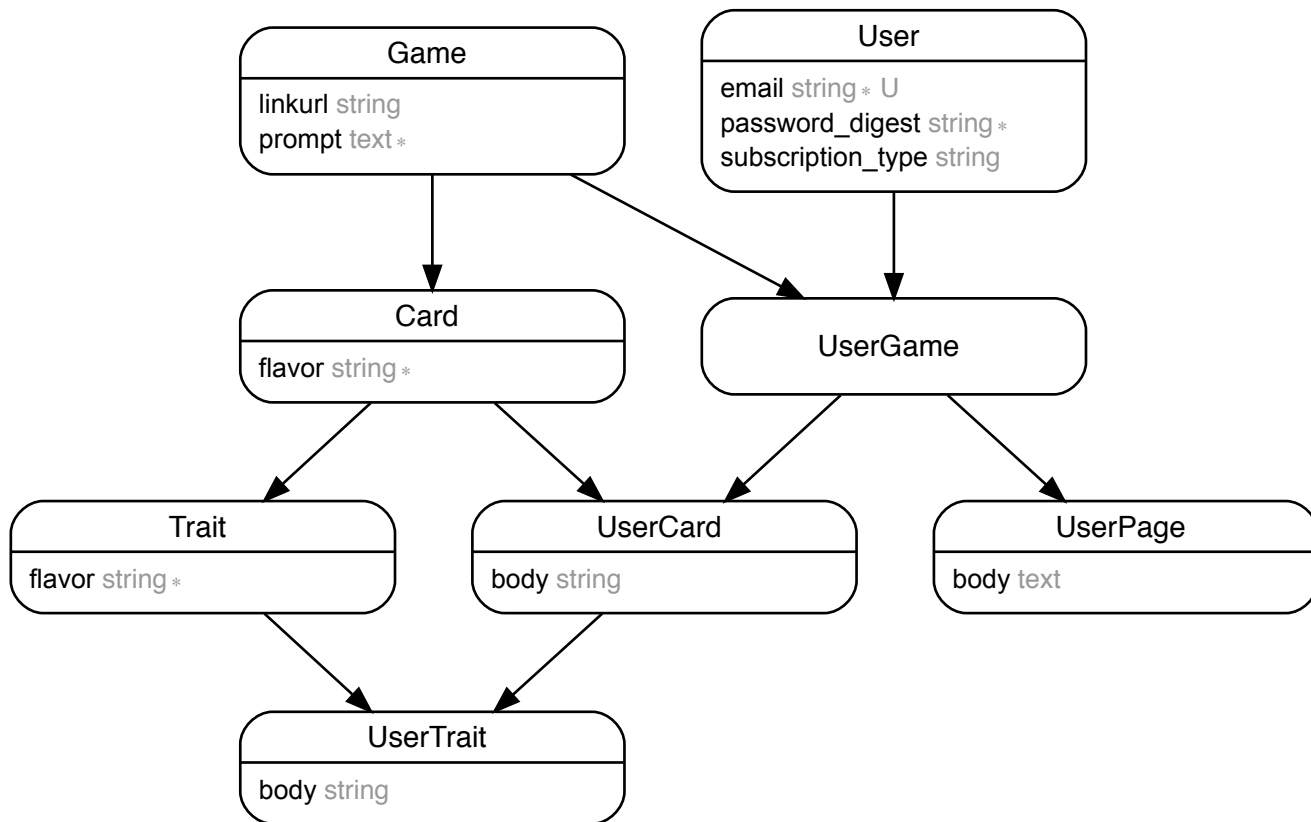 Game
linkurl string
prompt text *
User
email string * U
password_digest string *
subscription_type string
Card
flavor string *
UserGame
Trait
flavor string *
UserCard
body string
UserPage
body text
UserTrait
body string